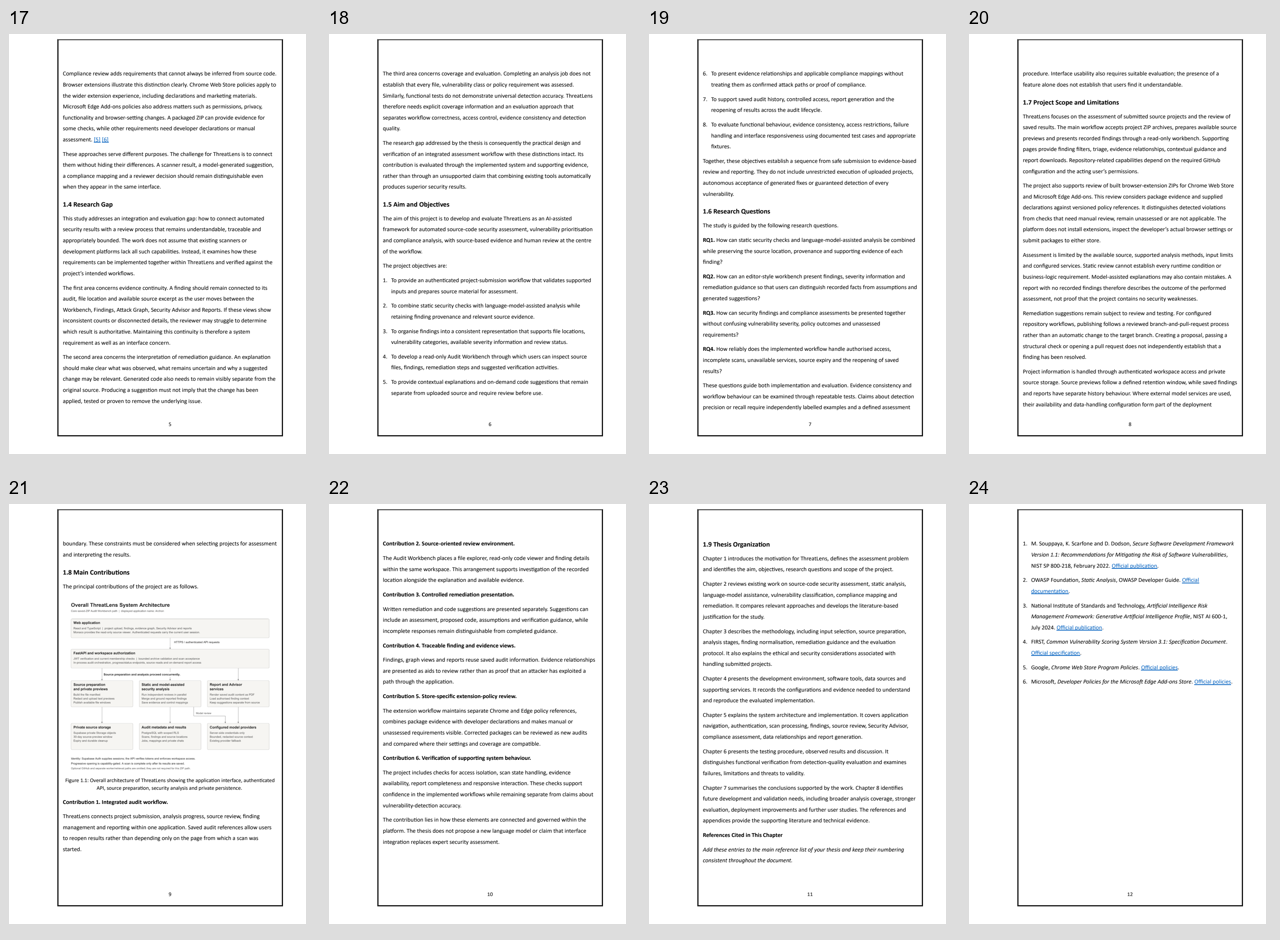 17
Compliance review adds requirements that cannot always be inferred from source code.
Browser extensions illustrate this distinction clearly. Chrome Web Store policies apply to
the wider extension experience, including declarations and marketing materials.
Microsoft Edge Add-ons policies also address matters such as permissions, privacy,
functionality and browser-setting changes. A packaged ZIP can provide evidence for
some checks, while other requirements need developer declarations or manual
assessment. [5] [6]
These approaches serve different purposes. The challenge for ThreatLens is to connect
them without hiding their differences. A scanner result, a model-generated suggestion,
a compliance mapping and a reviewer decision should remain distinguishable even
when they appear in the same interface.
1.4 Research Gap
This study addresses an integration and evaluation gap: how to connect automated
security results with a review process that remains understandable, traceable and
appropriately bounded. The work does not assume that existing scanners or
development platforms lack all such capabilities. Instead, it examines how these
requirements can be implemented together within ThreatLens and verified against the
project's intended workflows.
The first area concerns evidence continuity. A finding should remain connected to its
audit, file location and available source excerpt as the user moves between the
Workbench, Findings, Attack Graph, Security Advisor and Reports. If these views show
inconsistent counts or disconnected details, the reviewer may struggle to determine
which result is authoritative. Maintaining this continuity is therefore a system
requirement as well as an interface concern.
The second area concerns the interpretation of remediation guidance. An explanation
should make clear what was observed, what remains uncertain and why a suggested
change may be relevant. Generated code also needs to remain visibly separate from the
original source. Producing a suggestion must not imply that the change has been
applied, tested or proven to remove the underlying issue.
5
18
The third area concerns coverage and evaluation. Completing an analysis job does not
establish that every file, vulnerability class or policy requirement was assessed.
Similarly, functional tests do not demonstrate universal detection accuracy. ThreatLens
therefore needs explicit coverage information and an evaluation approach that
separates workflow correctness, access control, evidence consistency and detection
quality.
The research gap addressed by the thesis is consequently the practical design and
verification of an integrated assessment workflow with these distinctions intact. Its
contribution is evaluated through the implemented system and supporting evidence,
rather than through an unsupported claim that combining existing tools automatically
produces superior security results.
1.5 Aim and Objectives
The aim of this project is to develop and evaluate ThreatLens as an AI-assisted
framework for automated source-code security assessment, vulnerability prioritisation
and compliance analysis, with source-based evidence and human review at the centre
of the workflow.
The project objectives are:
1. To provide an authenticated project-submission workflow that validates supported
inputs and prepares source material for assessment.
2. To combine static security checks with language-model-assisted analysis while
retaining finding provenance and relevant source evidence.
3. To organise findings into a consistent representation that supports file locations,
vulnerability categories, available severity information and review status.
4. To develop a read-only Audit Workbench through which users can inspect source
files, findings, remediation steps and suggested verification activities.
5. To provide contextual explanations and on-demand code suggestions that remain
separate from uploaded source and require review before use.
6
19
6. To present evidence relationships and applicable compliance mappings without
treating them as confirmed attack paths or proof of compliance.
7. To support saved audit history, controlled access, report generation and the
reopening of results across the audit lifecycle.
8. To evaluate functional behaviour, evidence consistency, access restrictions, failure
handling and interface responsiveness using documented test cases and appropriate
fixtures.
Together, these objectives establish a sequence from safe submission to evidence-based
review and reporting. They do not include unrestricted execution of uploaded projects,
autonomous acceptance of generated fixes or guaranteed detection of every
vulnerability.
1.6 Research Questions
The study is guided by the following research questions.
RQ1. How can static security checks and language-model-assisted analysis be combined
while preserving the source location, provenance and supporting evidence of each
finding?
RQ2. How can an editor-style workbench present findings, severity information and
remediation guidance so that users can distinguish recorded facts from assumptions and
generated suggestions?
RQ3. How can security findings and compliance assessments be presented together
without confusing vulnerability severity, policy outcomes and unassessed
requirements?
RQ4. How reliably does the implemented workflow handle authorised access,
incomplete scans, unavailable services, source expiry and the reopening of saved
results?
These questions guide both implementation and evaluation. Evidence consistency and
workflow behaviour can be examined through repeatable tests. Claims about detection
precision or recall require independently labelled examples and a defined assessment
7
20
procedure. Interface usability also requires suitable evaluation; the presence of a
feature alone does not establish that users find it understandable.
1.7 Project Scope and Limitations
ThreatLens focuses on the assessment of submitted source projects and the review of
saved results. The main workflow accepts project ZIP archives, prepares available source
previews and presents recorded findings through a read-only workbench. Supporting
pages provide finding filters, triage, evidence relationships, contextual guidance and
report downloads. Repository-related capabilities depend on the required GitHub
configuration and the acting user's permissions.
The project also supports review of built browser-extension ZIPs for Chrome Web Store
and Microsoft Edge Add-ons. This review considers package evidence and supplied
declarations against versioned policy references. It distinguishes detected violations
from checks that need manual review, remain unassessed or are not applicable. The
platform does not install extensions, inspect the developer's actual browser settings or
submit packages to either store.
Assessment is limited by the available source, supported analysis methods, input limits
and configured services. Static review cannot establish every runtime condition or
business-logic requirement. Model-assisted explanations may also contain mistakes. A
report with no recorded findings therefore describes the outcome of the performed
assessment, not proof that the project contains no security weaknesses.
Remediation suggestions remain subject to review and testing. For configured
repository workflows, publishing follows a reviewed branch-and-pull-request process
rather than an automatic change to the target branch. Creating a proposal, passing a
structural check or opening a pull request does not independently establish that a
finding has been resolved.
Project information is handled through authenticated workspace access and private
source storage. Source previews follow a defined retention window, while saved findings
and reports have separate history behaviour. Where external model services are used,
their availability and data-handling configuration form part of the deployment
8
21
boundary. These constraints must be considered when selecting projects for assessment
and interpreting the results.
1.8 Main Contributions
The principal contributions of the project are as follows.
Overall ThreatLens System Architecture
Web application
HTTPS / authenticated API requests
FastAPI and workspace authorization
Source preparation and analysis proceed concurrently.
Source preparation
and private previews
Static and model-assisted
security analysis
Report and Advisor
services
Private source storage
Audit metadata and results
Configured model providers
Figure 1.1: Overall architecture of ThreatLens showing the application interface, authenticated
API, source preparation, security analysis and private persistence.
Contribution 1. Integrated audit workflow.
ThreatLens connects project submission, analysis progress, source review, finding
management and reporting within one application. Saved audit references allow users
to reopen results rather than depending only on the page from which a scan was
started.
9
22
Contribution 2. Source-oriented review environment.
The Audit Workbench places a file explorer, read-only code viewer and finding details
within the same workspace. This arrangement supports investigation of the recorded
location alongside the explanation and available evidence.
Contribution 3. Controlled remediation presentation.
Written remediation and code suggestions are presented separately. Suggestions can
include an assessment, proposed code, assumptions and verification guidance, while
incomplete responses remain distinguishable from completed guidance.
Contribution 4. Traceable finding and evidence views.
Findings, graph views and reports reuse saved audit information. Evidence relationships
are presented as aids to review rather than as proof that an attacker has exploited a
path through the application.
Contribution 5. Store-specific extension-policy review.
The extension workflow maintains separate Chrome and Edge policy references,
combines package evidence with developer declarations and makes manual or
unassessed requirements visible. Corrected packages can be reviewed as new audits
and compared where their settings and coverage are compatible.
Contribution 6. Verification of supporting system behaviour.
The project includes checks for access isolation, scan state handling, evidence
availability, report completeness and responsive interaction. These checks support
confidence in the implemented workflows while remaining separate from claims about
vulnerability-detection accuracy.
The contribution lies in how these elements are connected and governed within the
platform. The thesis does not propose a new language model or claim that interface
integration replaces expert security assessment.
10
23
1.9 Thesis Organization
Chapter 1 introduces the motivation for ThreatLens, defines the assessment problem
and identifies the aim, objectives, research questions and scope of the project.
Chapter 2 reviews existing work on source-code security assessment, static analysis,
language-model assistance, vulnerability classification, compliance mapping and
remediation. It compares relevant approaches and develops the literature-based
justification for the study.
Chapter 3 describes the methodology, including input selection, source preparation,
analysis stages, finding normalisation, evidence rules and the evaluation
protocol. It also explains the ethical and security considerations associated with
handling submitted projects.
Chapter 4 presents the development environment, software tools, data sources and
supporting services. It records the configurations and evidence needed to understand
and reproduce the evaluated implementation.
Chapter 5 explains the system architecture and implementation. It covers application
navigation, authentication, scan processing, findings, source review, Security Advisor,
compliance assessment, data relationships and report generation.
Chapter 6 presents the testing procedure, observed results and discussion. It
distinguishes functional verification from detection-quality evaluation and examines
failures, limitations and threats to validity.
Chapter 7 summarises the conclusions supported by the work. Chapter 8 identifies
future development and validation needs, including broader analysis coverage, stronger
evaluation, deployment improvements and further user studies. The references and
appendices provide the supporting literature and technical evidence.
References Cited in This Chapter
Add these entries to the main reference list of your thesis and keep their numbering
consistent throughout the document.
11
24
1. M. Souppaya, K. Scarfone and D. Dodson, Secure Software Development Framework
Version 1.1: Recommendations for Mitigating the Risk of Software Vulnerabilities,
NIST SP 800-218, February 2022. Official publication.
2. OWASP Foundation, Static Analysis, OWASP Developer Guide. Official
documentation.
3. National Institute of Standards and Technology, Artificial Intelligence Risk
Management Framework: Generative Artificial Intelligence Profile, NIST AI 600-1,
July 2024. Official publication.
4. FIRST, Common Vulnerability Scoring System Version 3.1: Specification Document.
Official specification.
5. Google, Chrome Web Store Program Policies. Official policies.
6. Microsoft, Developer Policies for the Microsoft Edge Add-ons Store. Official policies.
12